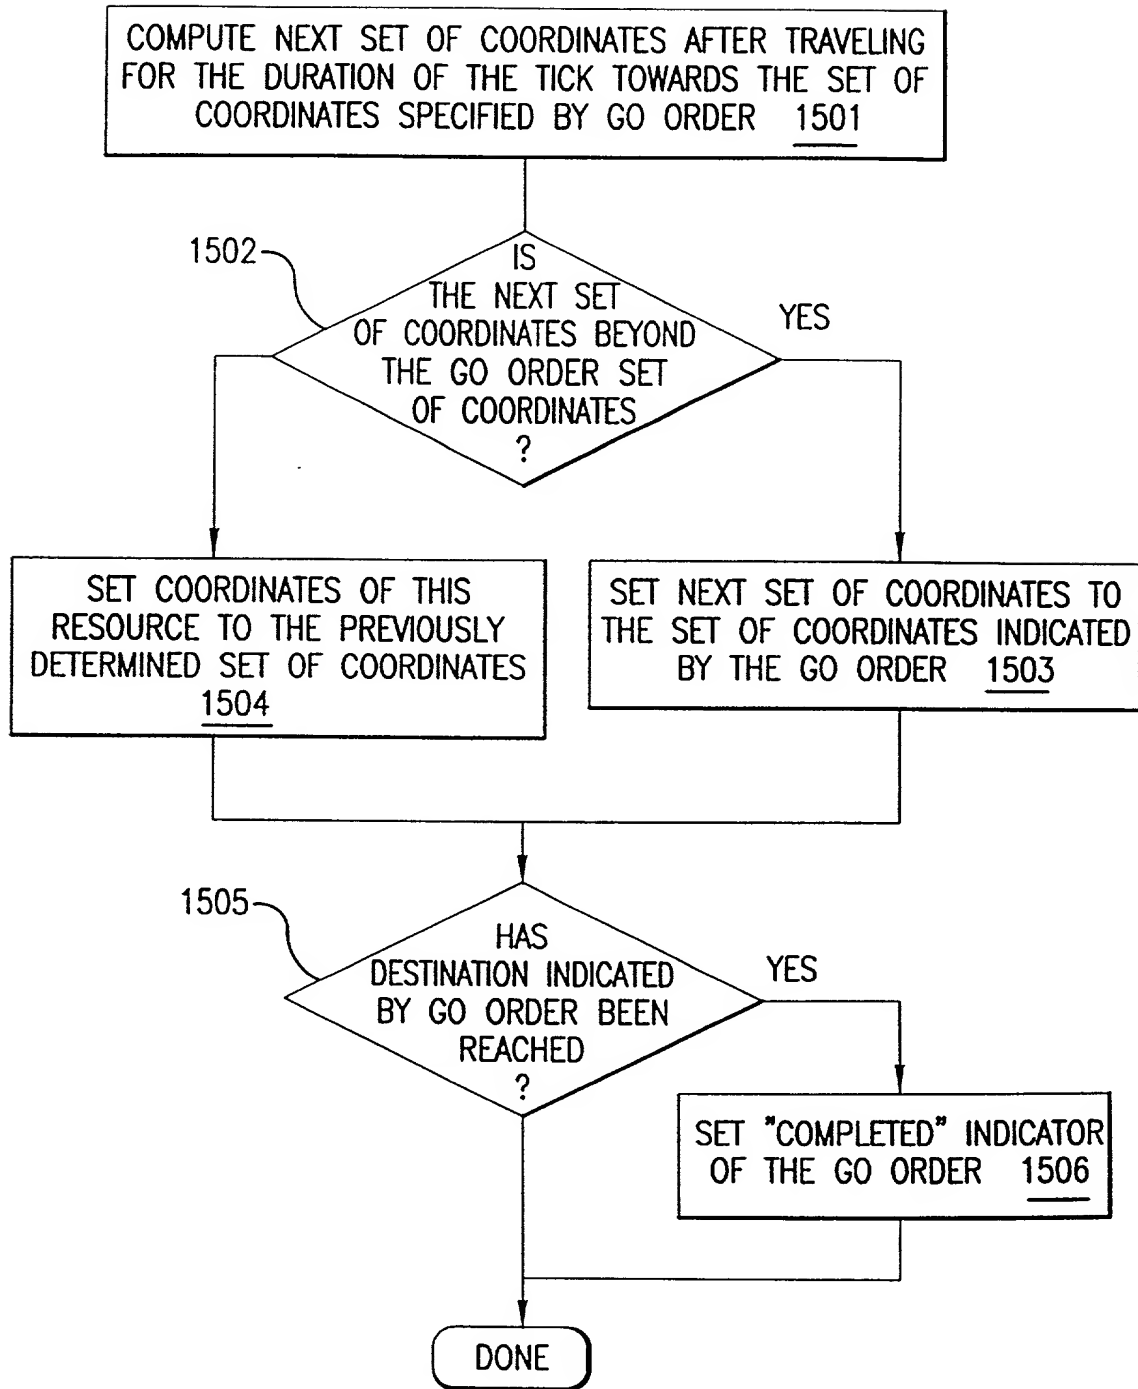 COMPUTE NEXT SET OF COORDINATES AFTER TRAVELING
FOR THE DURATION OF THE TICK TOWARDS THE SET OF
COORDINATES SPECIFIED BY GO ORDER 1501
1502
IS
THE NEXT SET
OF COORDINATES BEYOND
THE GO ORDER SET
OF COORDINATES
?
YES
SET COORDINATES OF THIS
RESOURCE TO THE PREVIOUSLY
DETERMINED SET OF COORDINATES
1504
SET NEXT SET OF COORDINATES TO
THE SET OF COORDINATES INDICATED
BY THE GO ORDER 1503
1505
HAS
DESTINATION INDICATED
BY GO ORDER BEEN
REACHED
?
YES
SET "COMPLETED" INDICATOR
OF THE GO ORDER 1506
DONE